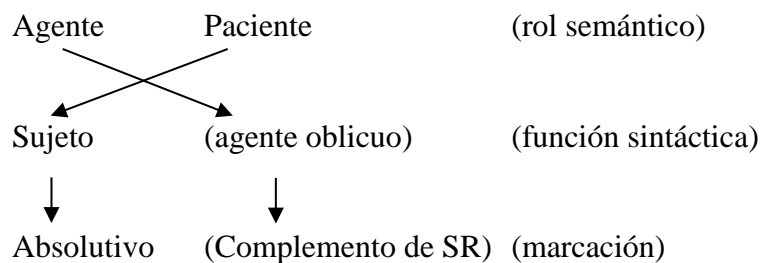 Agente Paciente (rol semántico)
Sujeto (agente oblicuo) (función sintáctica)
Absolutivo (Complemento de SR) (marcación)